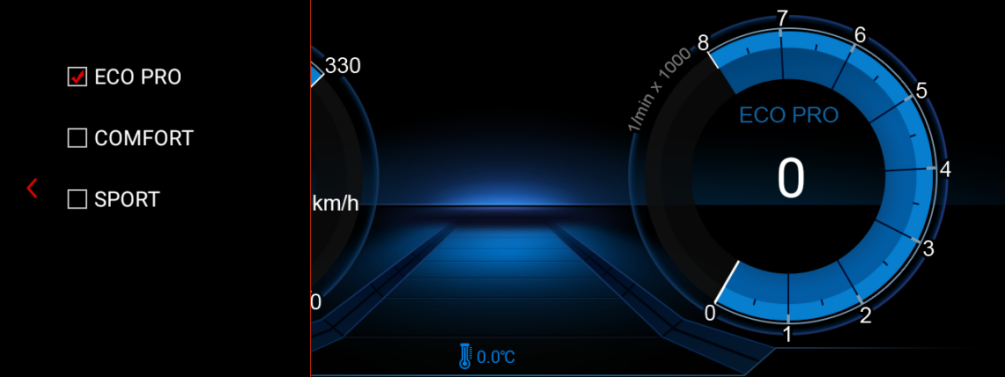 ECO PRO
COMFORT
SPORT
330
km/h
0
0.0℃
1/min x 1000
8
7
6
5
4
3
2
1
0
ECO PRO
0